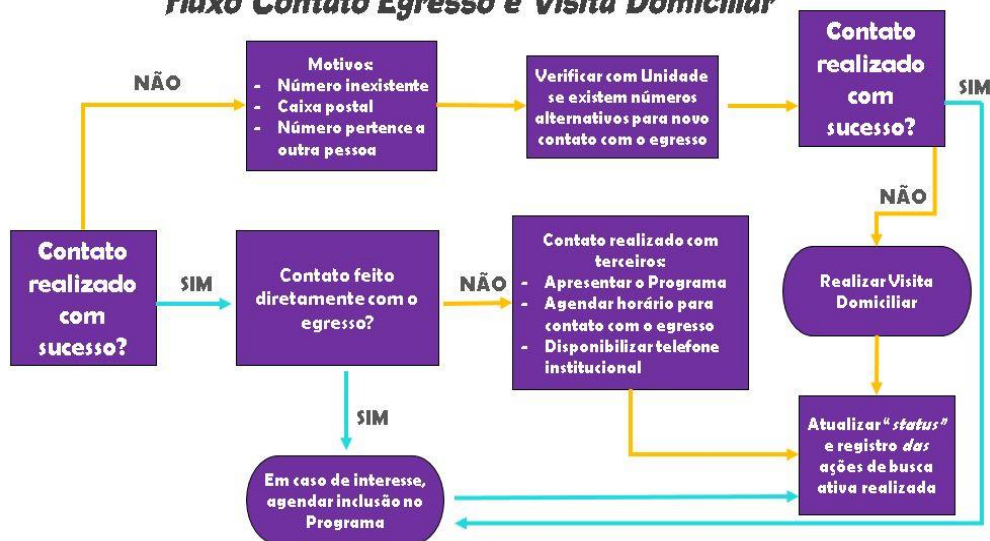 Fluxo Contato Egresso e Visita Domiciliar
NÃO
Motivos:
- Número inexistente
- Caixa postal
- Número pertence a
outra pessoa
Verificar com Unidade
se existem números
alternativos para novo
contato com o egresso
Contato
realizado
com
sucesso?
SIM
NÃO
Contato
realizado
com
sucesso?
SIM
Contato feito
diretamente com o
egresso?
NÃO
Contato realizado com
terceiros:
- Apresentar o Programa
- Agendar horário para
contato com o egresso
- Disponibilizar telefone
institucional
Realizar Visita
Domiciliar
SIM
Em caso de interesse,
agendar inclusão no
Programa
Atualizar "status"
e registro das
ações de busca
ativa realizada